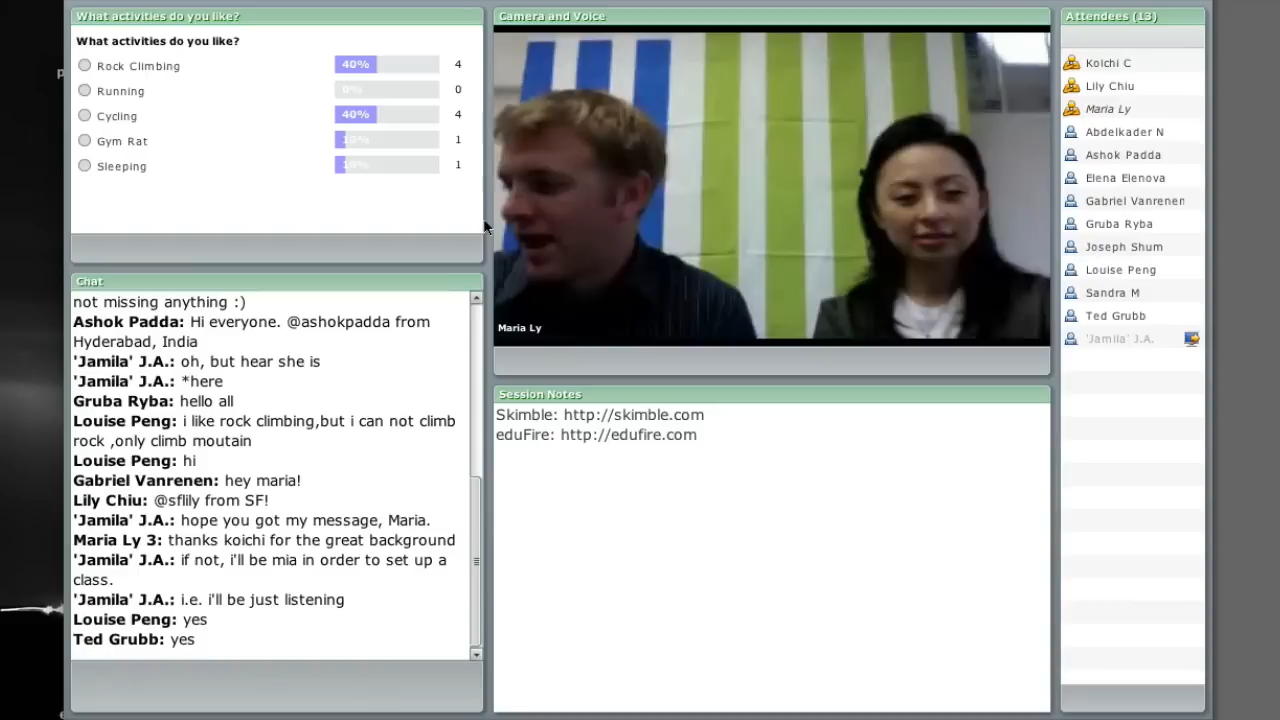 What activities do you like?
What activities do you like?
Rock Climbing 40% 4
Running 0% 0
Cycling 40% 4
Gym Rat 10% 1
Sleeping 10% 1
Chat
not missing anything :)
Ashok Padda: Hi everyone. @ashokpadda from
Hyderabad, India
'Jamila' J.A.: oh, but hear she is
'Jamila' J.A.: *here
Gruba Ryba: hello all
Louise Peng: i like rock climbing,but i can not climb
rock ,only climb moutain
Louise Peng: hi
Gabriel Vanrenen: hey maria!
Lily Chiu: @sflily from SF!
'Jamila' J.A.: hope you got my message, Maria.
Maria Ly 3: thanks koichi for the great background
'Jamila' J.A.: if not, i'll be mia in order to set up a
class.
'Jamila' J.A.: i.e. i'll be just listening
Louise Peng: yes
Ted Grubb: yes
Camera and Voice
Maria Ly
Session Notes
Skimble: http://skimble.com
eduFire: http://edufire.com
Attendees (13)
Koichi C
Lily Chiu
Maria Ly
Abdelkader N
Ashok Padda
Elena Elenova
Gabriel Vanrenen
Gruba Ryba
Joseph Shum
Louise Peng
Sandra M
Ted Grubb
'Jamila' J.A.